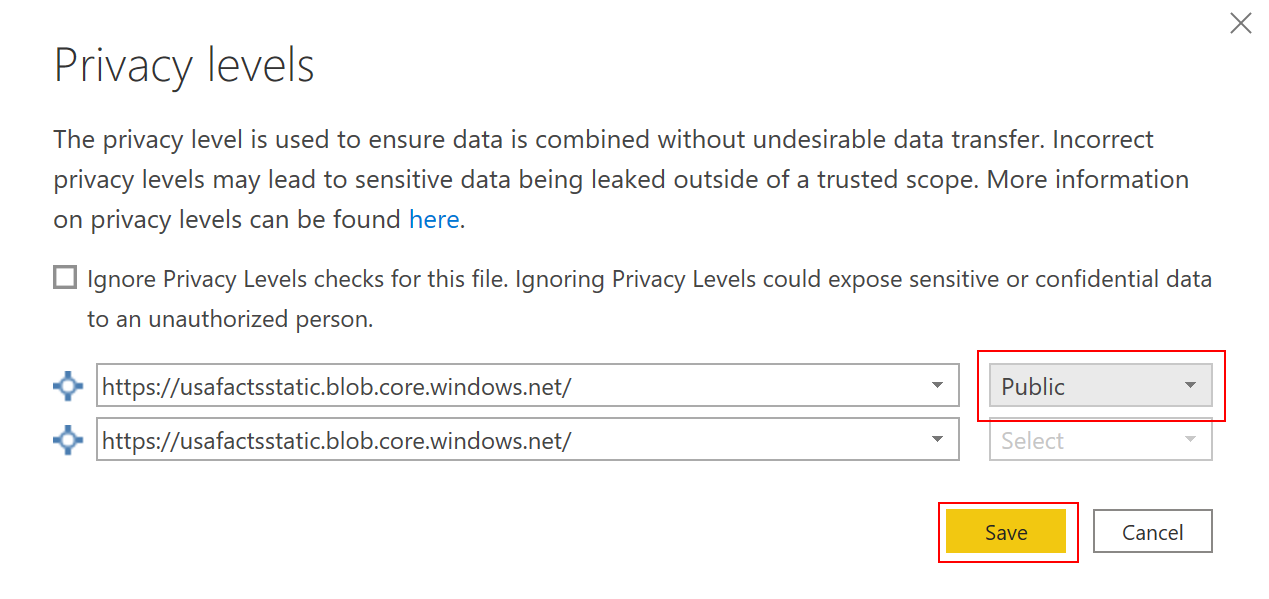 Privacy levels
The privacy level is used to ensure data is combined without undesirable data transfer. Incorrect
privacy levels may lead to sensitive data being leaked outside of a trusted scope. More information
on privacy levels can be found here.
Ignore Privacy Levels checks for this file. Ignoring Privacy Levels could expose sensitive or confidential data
to an unauthorized person.
https://usafactsstatic.blob.core.windows.net/ Public
https://usafactsstatic.blob.core.windows.net/ Select
Save Cancel